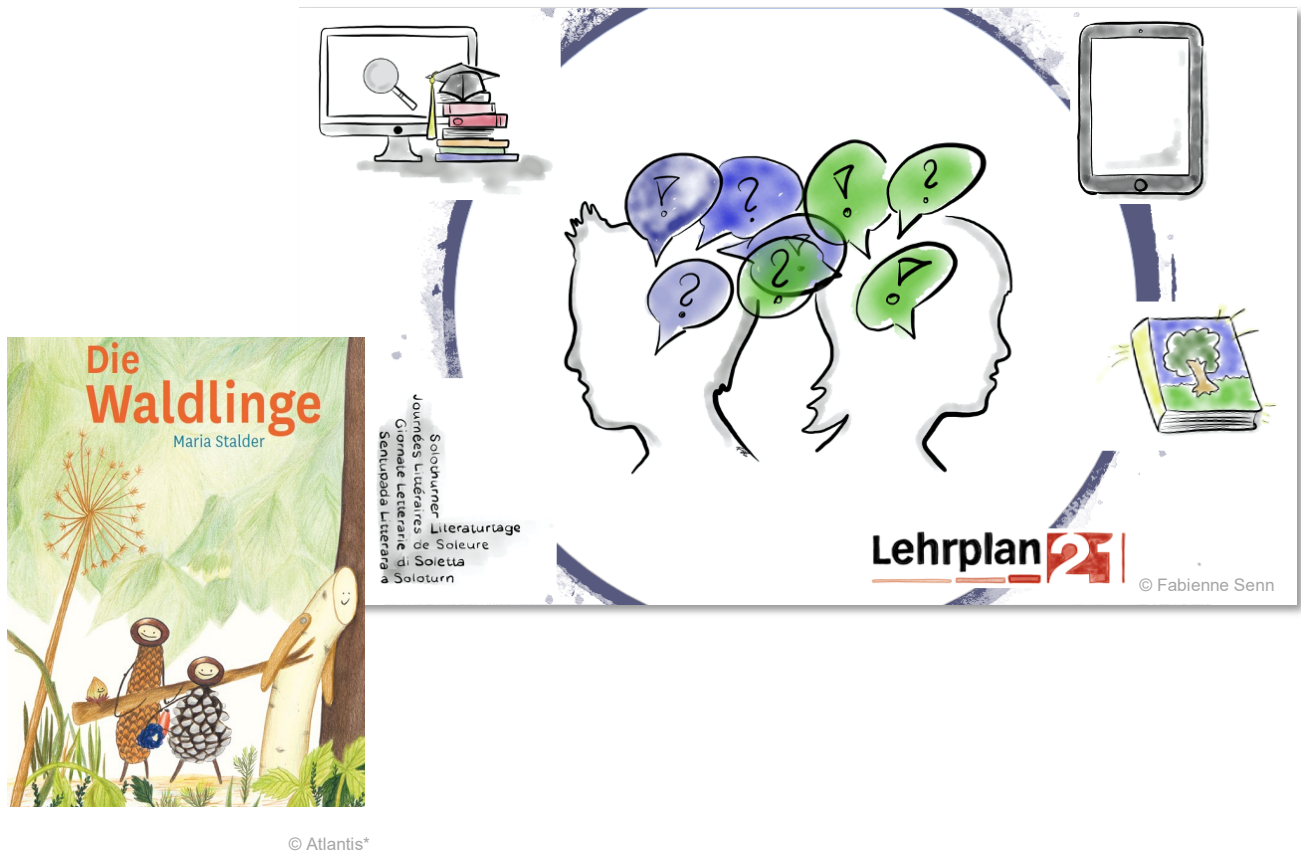 Die
Waldlinge
Maria Stalder
Solothurner
Literaturtage
Journées Littéraires
de Soleure
Giornate Letterarie
di Soletta
Sentupada Litterara
a Soloturn
Lehrplan 21
© Fabienne Senn
© Atlantis*